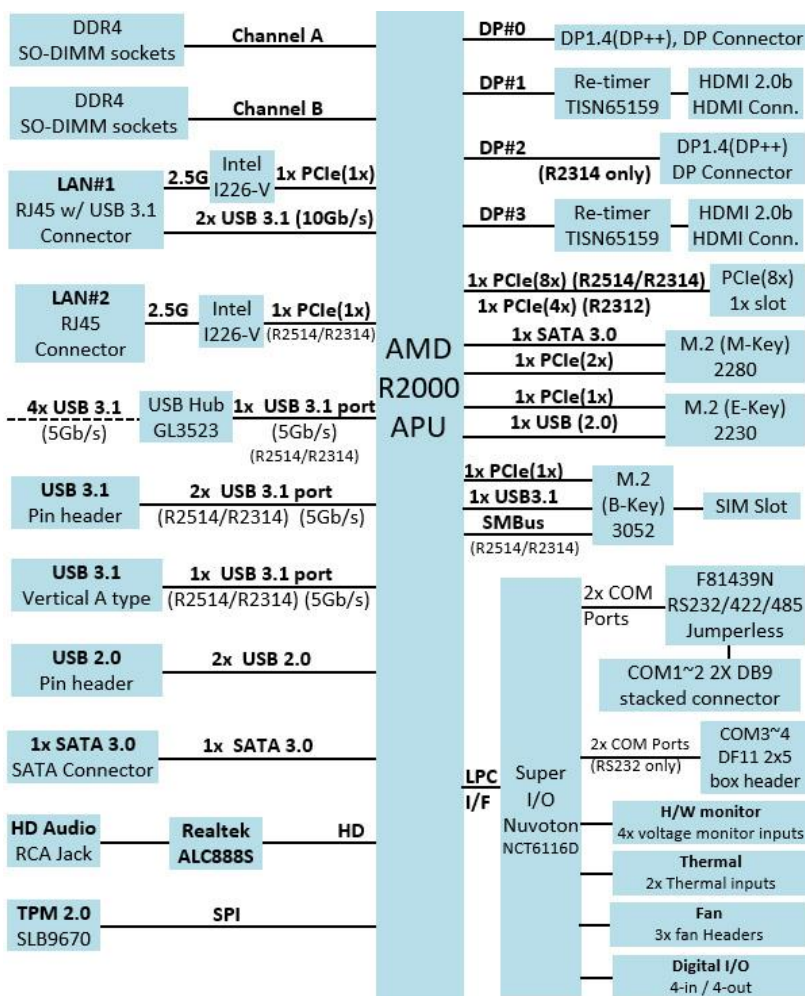 DDR4
SO-DIMM sockets
Channel A
DDR4
SO-DIMM sockets
Channel B
LAN#1
RJ45 w/ USB 3.1
Connector
2.5G
Intel
I226-V
1x PCIe(1x)
2x USB 3.1 (10Gb/s)
LAN#2
RJ45
Connector
2.5G
Intel
I226-V
1x PCIe(1x)
(R2514/R2314)
4x USB 3.1
(5Gb/s)
USB Hub
GL3523
1x USB 3.1 port
(5Gb/s)
(R2514/R2314)
USB 3.1
Pin header
2x USB 3.1 port
(R2514/R2314) (5Gb/s)
USB 3.1
Vertical A type
1x USB 3.1 port
(R2514/R2314) (5Gb/s)
USB 2.0
Pin header
2x USB 2.0
1x SATA 3.0
SATA Connector
1x SATA 3.0
HD Audio
RCA Jack
Realtek
ALC888S
HD
TPM 2.0
SLB9670
SPI
AMD
R2000
APU
DP#0
DP1.4(DP++), DP Connector
DP#1
Re-timer
TISN65159
HDMI 2.0b
HDMI Conn.
DP#2
(R2314 only)
DP1.4(DP++)
DP Connector
DP#3
Re-timer
TISN65159
HDMI 2.0b
HDMI Conn.
1x PCIe(8x) (R2514/R2314)
1x PCIe(4x) (R2312)
PCIe(8x)
1x slot
1x SATA 3.0
1x PCIe(2x)
M.2 (M-Key)
2280
1x PCIe(1x)
1x USB (2.0)
M.2 (E-Key)
2230
1x PCIe(1x)
1x USB3.1
SMBus
(R2514/R2314)
M.2
(B-Key)
3052
SIM Slot
LPC
I/F
Super
I/O
Nuvoton
NCT6116D
2x COM
Ports
F81439N
RS232/422/485
Jumperless
COM1~2 2X DB9
stacked connector
2x COM Ports
(RS232 only)
COM3~4
DF11 2x5
box header
H/W monitor
4x voltage monitor inputs
Thermal
2x Thermal inputs
Fan
3x fan Headers
Digital I/O
4-in / 4-out